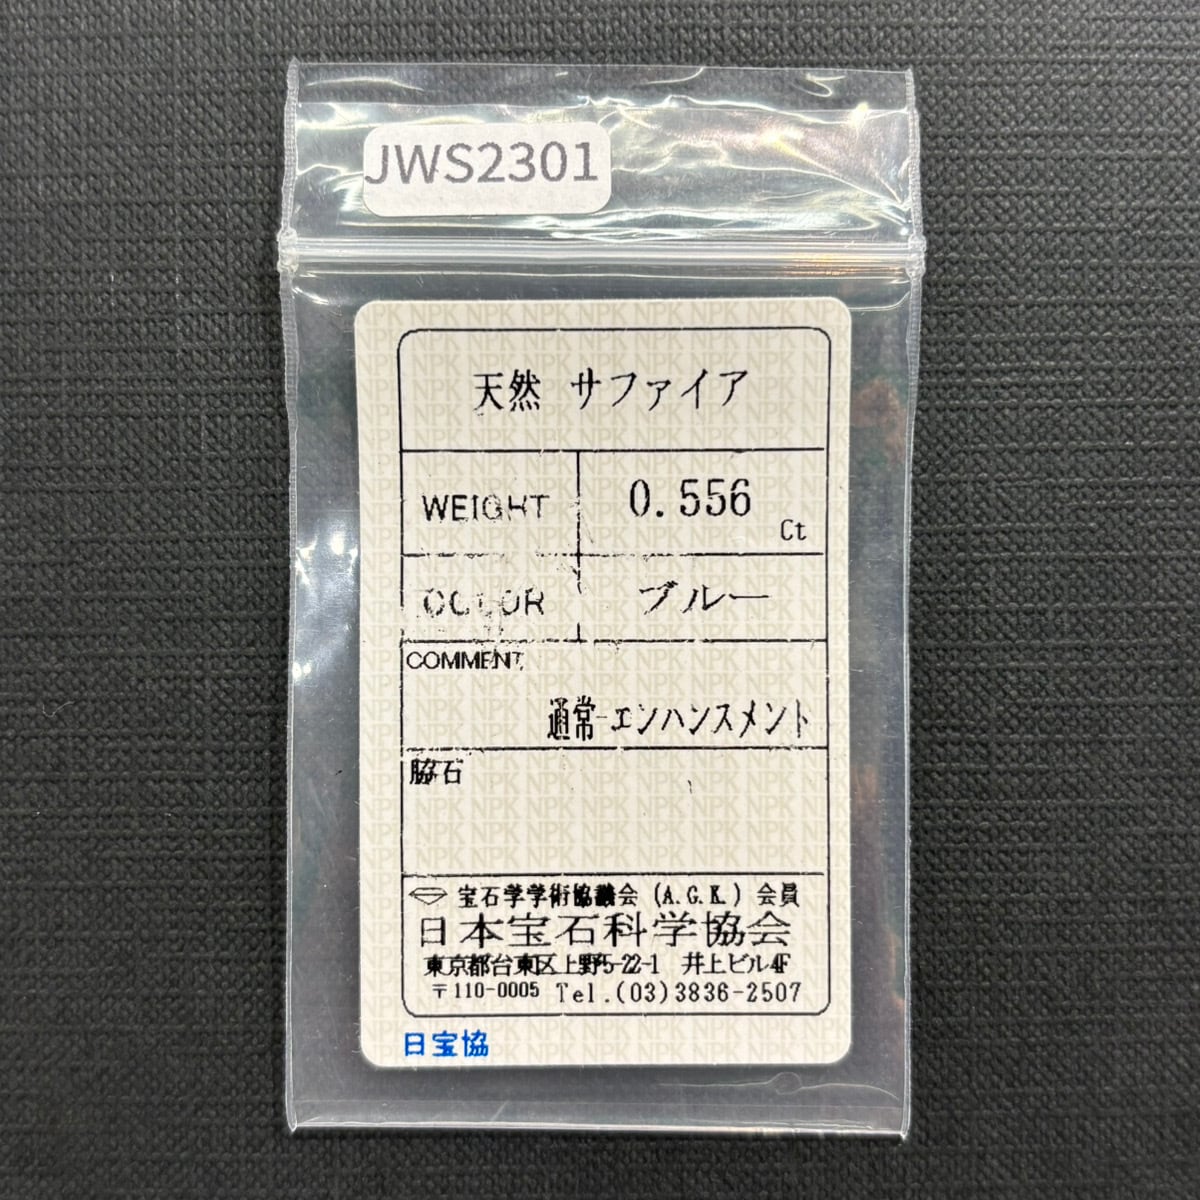 JWS2301
天然 サファイア
WEIGHT 0.556 Ct
COLOR ブルー
COMMENT
通常-エンハンスメント
脇石
宝石学学術協議会 (A.G.K.) 会員
日本宝石科学協会
東京都台東区上野5-22-1 井上ビル4F
〒110-0005 Tel.(03)3836-2507
日宝協